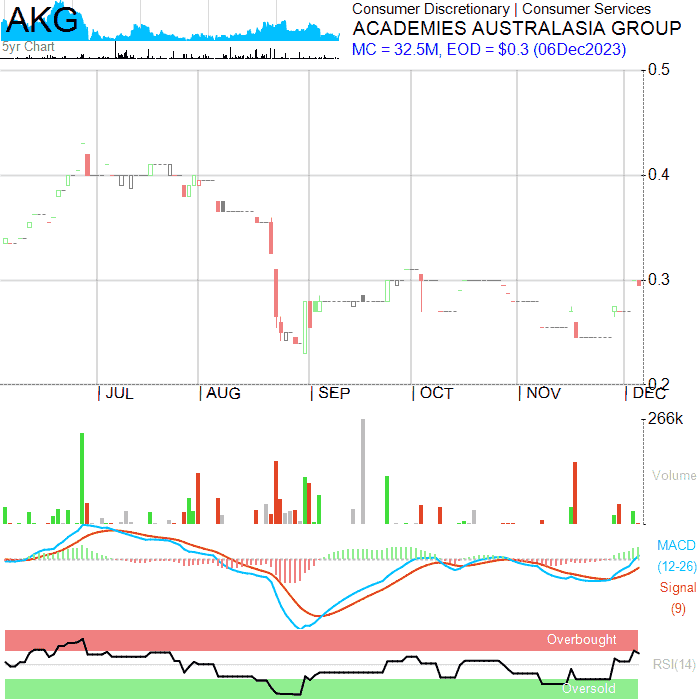 AKG
5yr Chart
Consumer Discretionary | Consumer Services
ACADEMIES AUSTRALASIA GROUP
MC = 32.5M, EOD = $0.3 (06Dec2023)
0.5
0.4
0.3
0.2
| JUL | AUG | SEP | OCT | NOV | DEC
266k
Volume
MACD
(12-26)
Signal
(9)
Overbought
RSI(14)
Oversold